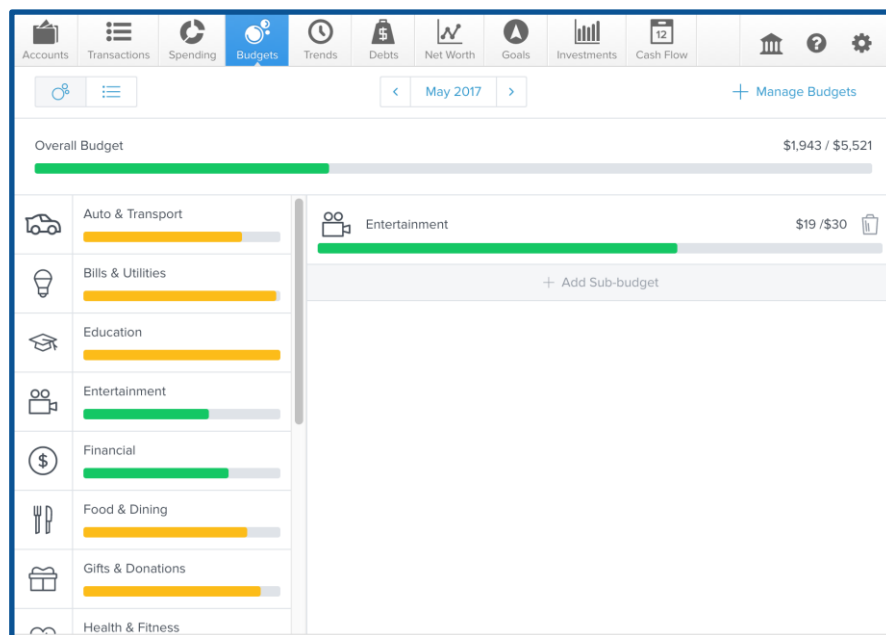 Accounts Transactions Spending Budgets Trends Debts Net Worth Goals Investments 12 Cash Flow
May 2017
Manage Budgets
Overall Budget $1,943 / $5,521
Auto & Transport
Entertainment $19 /$30
Bills & Utilities
Add Sub-budget
Education
Entertainment
Financial
Food & Dining
Gifts & Donations
Health & Fitness